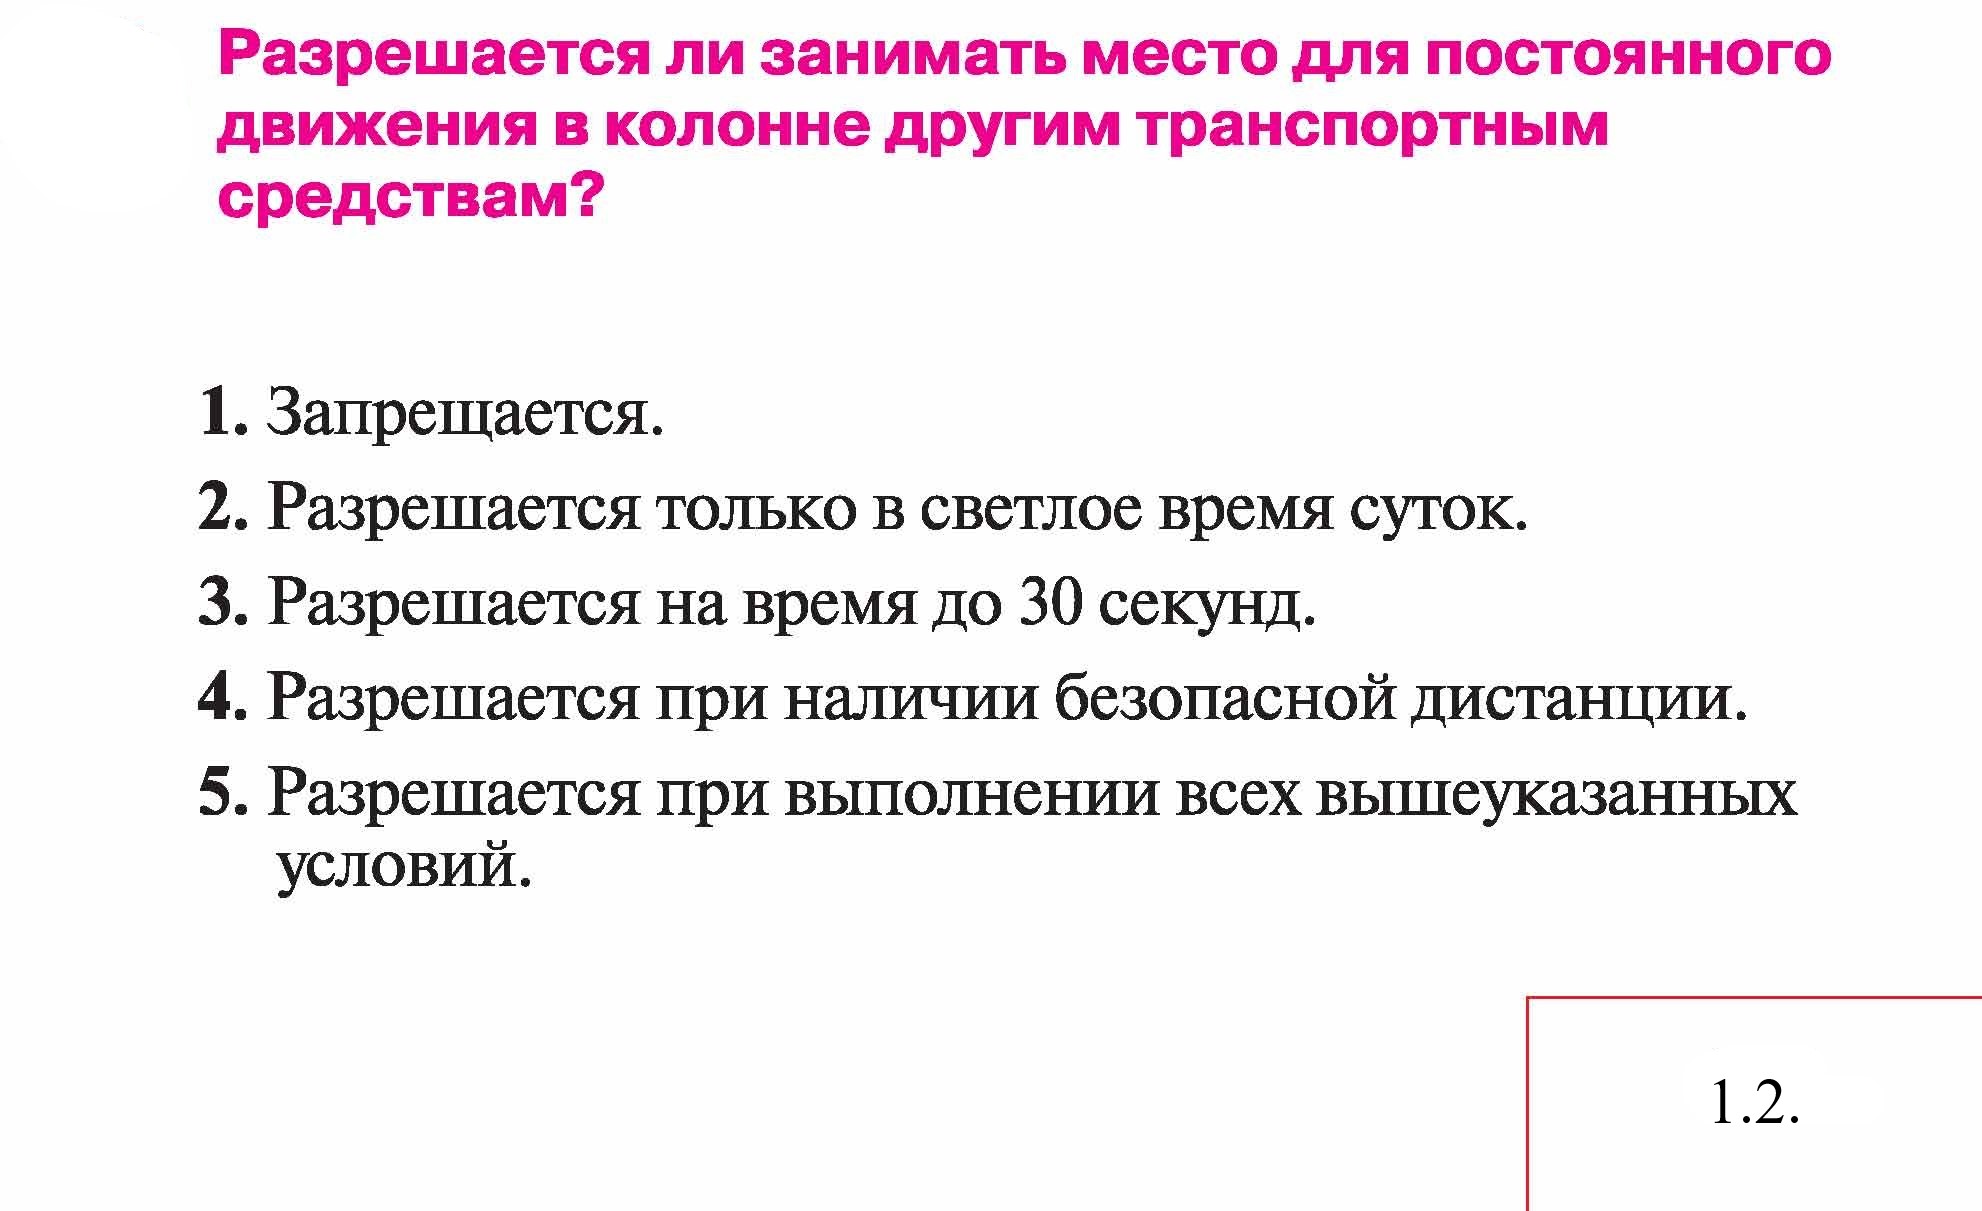 Разрешается ли занимать место для постоянного
движения в колонне другим транспортным
средствам?
1. Запрещается.
2. Разрешается только в светлое время суток.
3. Разрешается на время до 30 секунд.
4. Разрешается при наличии безопасной дистанции.
5. Разрешается при выполнении всех вышеуказанных
условий.
1.2.